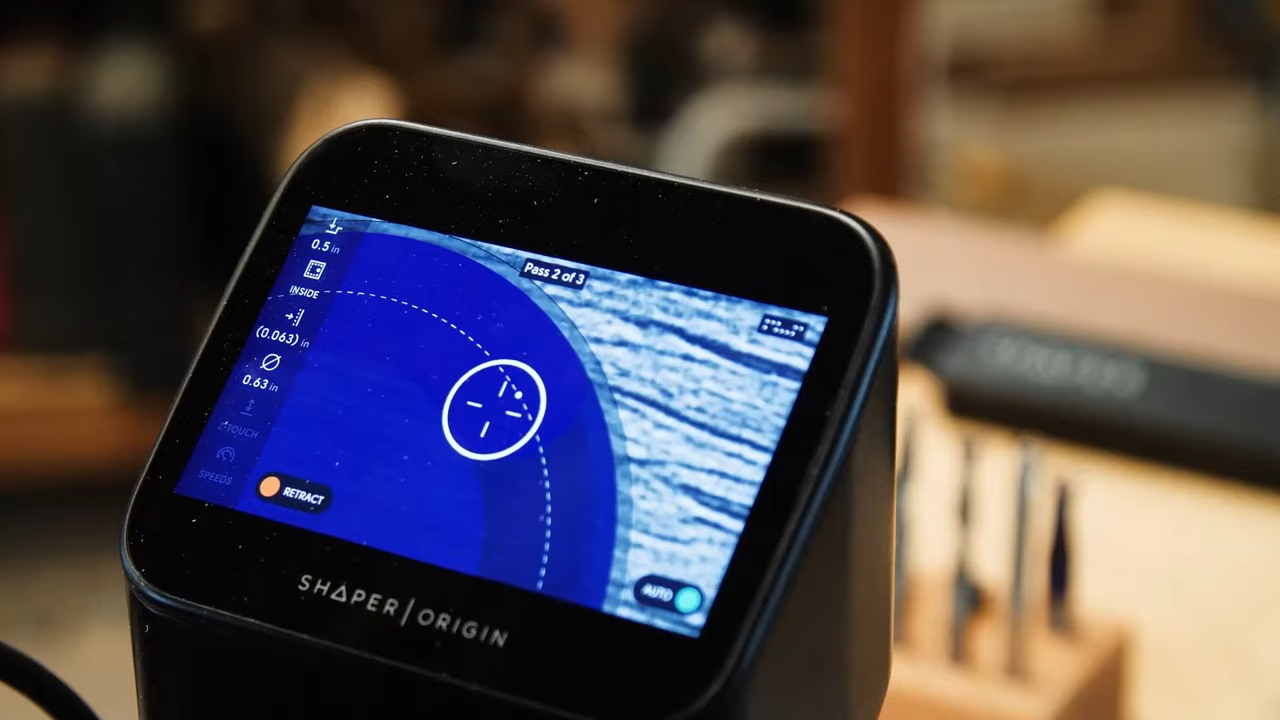 0.5 in
Pass 2 of 3
INSIDE
(0.063) in
0.63 in
Z-TOUCH
SPEEDS
RETRACT
AUTO
SHAPER | ORIGIN